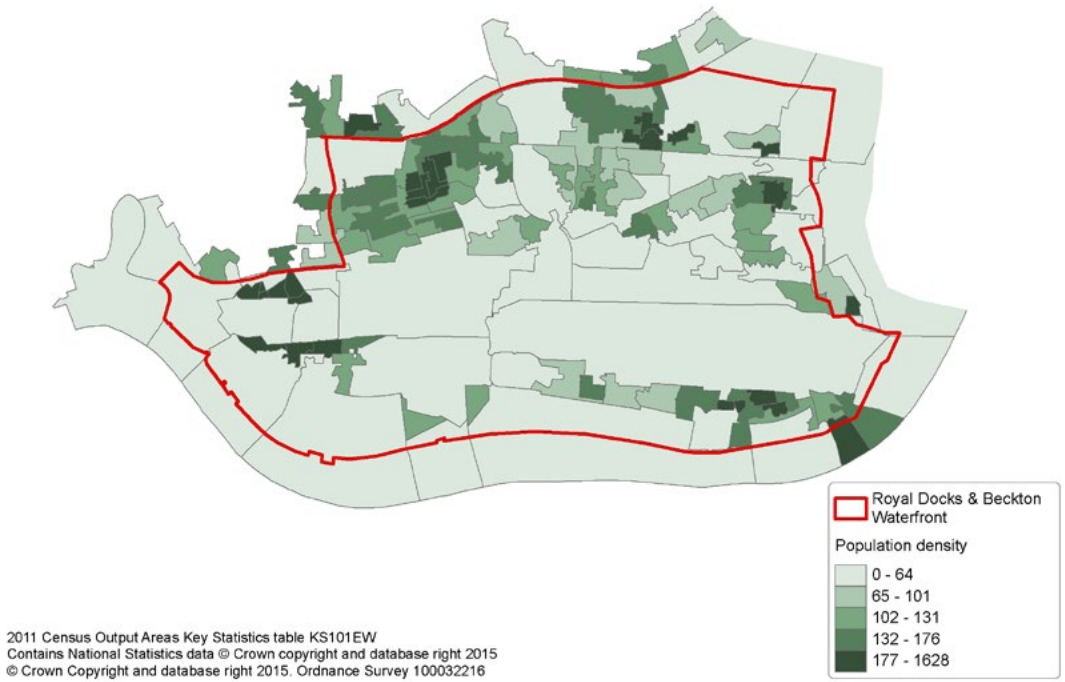 Royal Docks & Beckton
Waterfront
Population density
0 - 64
65 - 101
102 - 131
132 - 176
177 - 1628
2011 Census Output Areas Key Statistics table KS101EW
Contains National Statistics data © Crown copyright and database right 2015
© Crown Copyright and database right 2015. Ordnance Survey 100032216